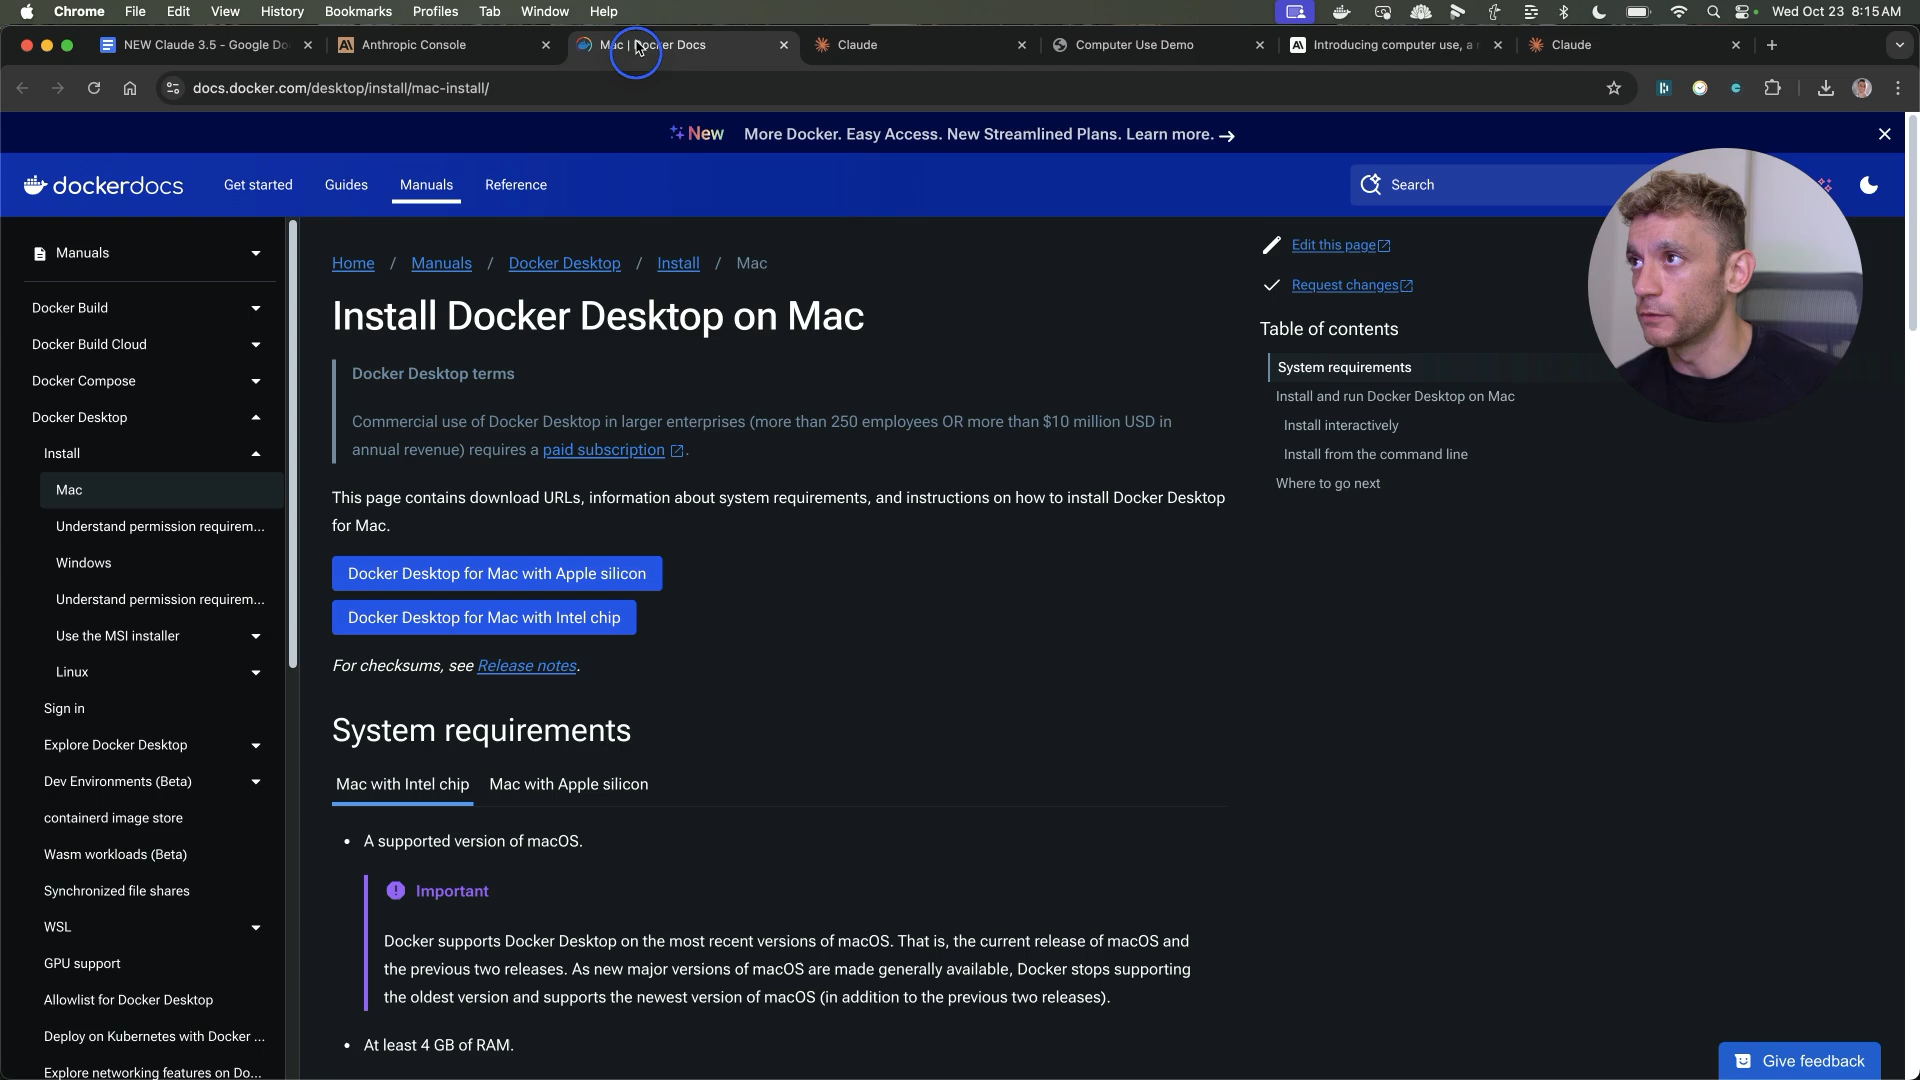 Chrome File Edit View History Bookmarks Profiles Tab Window Help Wed Oct 23 8:15 AM
NEW Claude 3.5 - Google Do
Anthropic Console
Mac | Docker Docs
Claude
Computer Use Demo
Introducing computer use, a
Claude
docs.docker.com/desktop/install/mac-install/
New More Docker. Easy Access. New Streamlined Plans. Learn more.
dockerdocs Get started Guides Manuals Reference Search
Manuals
Docker Build
Docker Build Cloud
Docker Compose
Docker Desktop
Install
Mac
Understand permission requirem...
Windows
Understand permission requirem...
Use the MSI installer
Linux
Sign in
Explore Docker Desktop
Dev Environments (Beta)
containerd image store
Wasm workloads (Beta)
Synchronized file shares
WSL
GPU support
Allowlist for Docker Desktop
Deploy on Kubernetes with Docker ...
Explore networking features on Do...
Home / Manuals / Docker Desktop / Install / Mac
Install Docker Desktop on Mac
Docker Desktop terms
Commercial use of Docker Desktop in larger enterprises (more than 250 employees OR more than $10 million USD in
annual revenue) requires a paid subscription .
This page contains download URLs, information about system requirements, and instructions on how to install Docker Desktop
for Mac.
Docker Desktop for Mac with Apple silicon
Docker Desktop for Mac with Intel chip
For checksums, see Release notes.
System requirements
Mac with Intel chip Mac with Apple silicon
• A supported version of macOS.
Important
Docker supports Docker Desktop on the most recent versions of macOS. That is, the current release of macOS and
the previous two releases. As new major versions of macOS are made generally available, Docker stops supporting
the oldest version and supports the newest version of macOS (in addition to the previous two releases).
• At least 4 GB of RAM.
Edit this page
Request changes
Table of contents
System requirements
Install and run Docker Desktop on Mac
Install interactively
Install from the command line
Where to go next
Give feedback